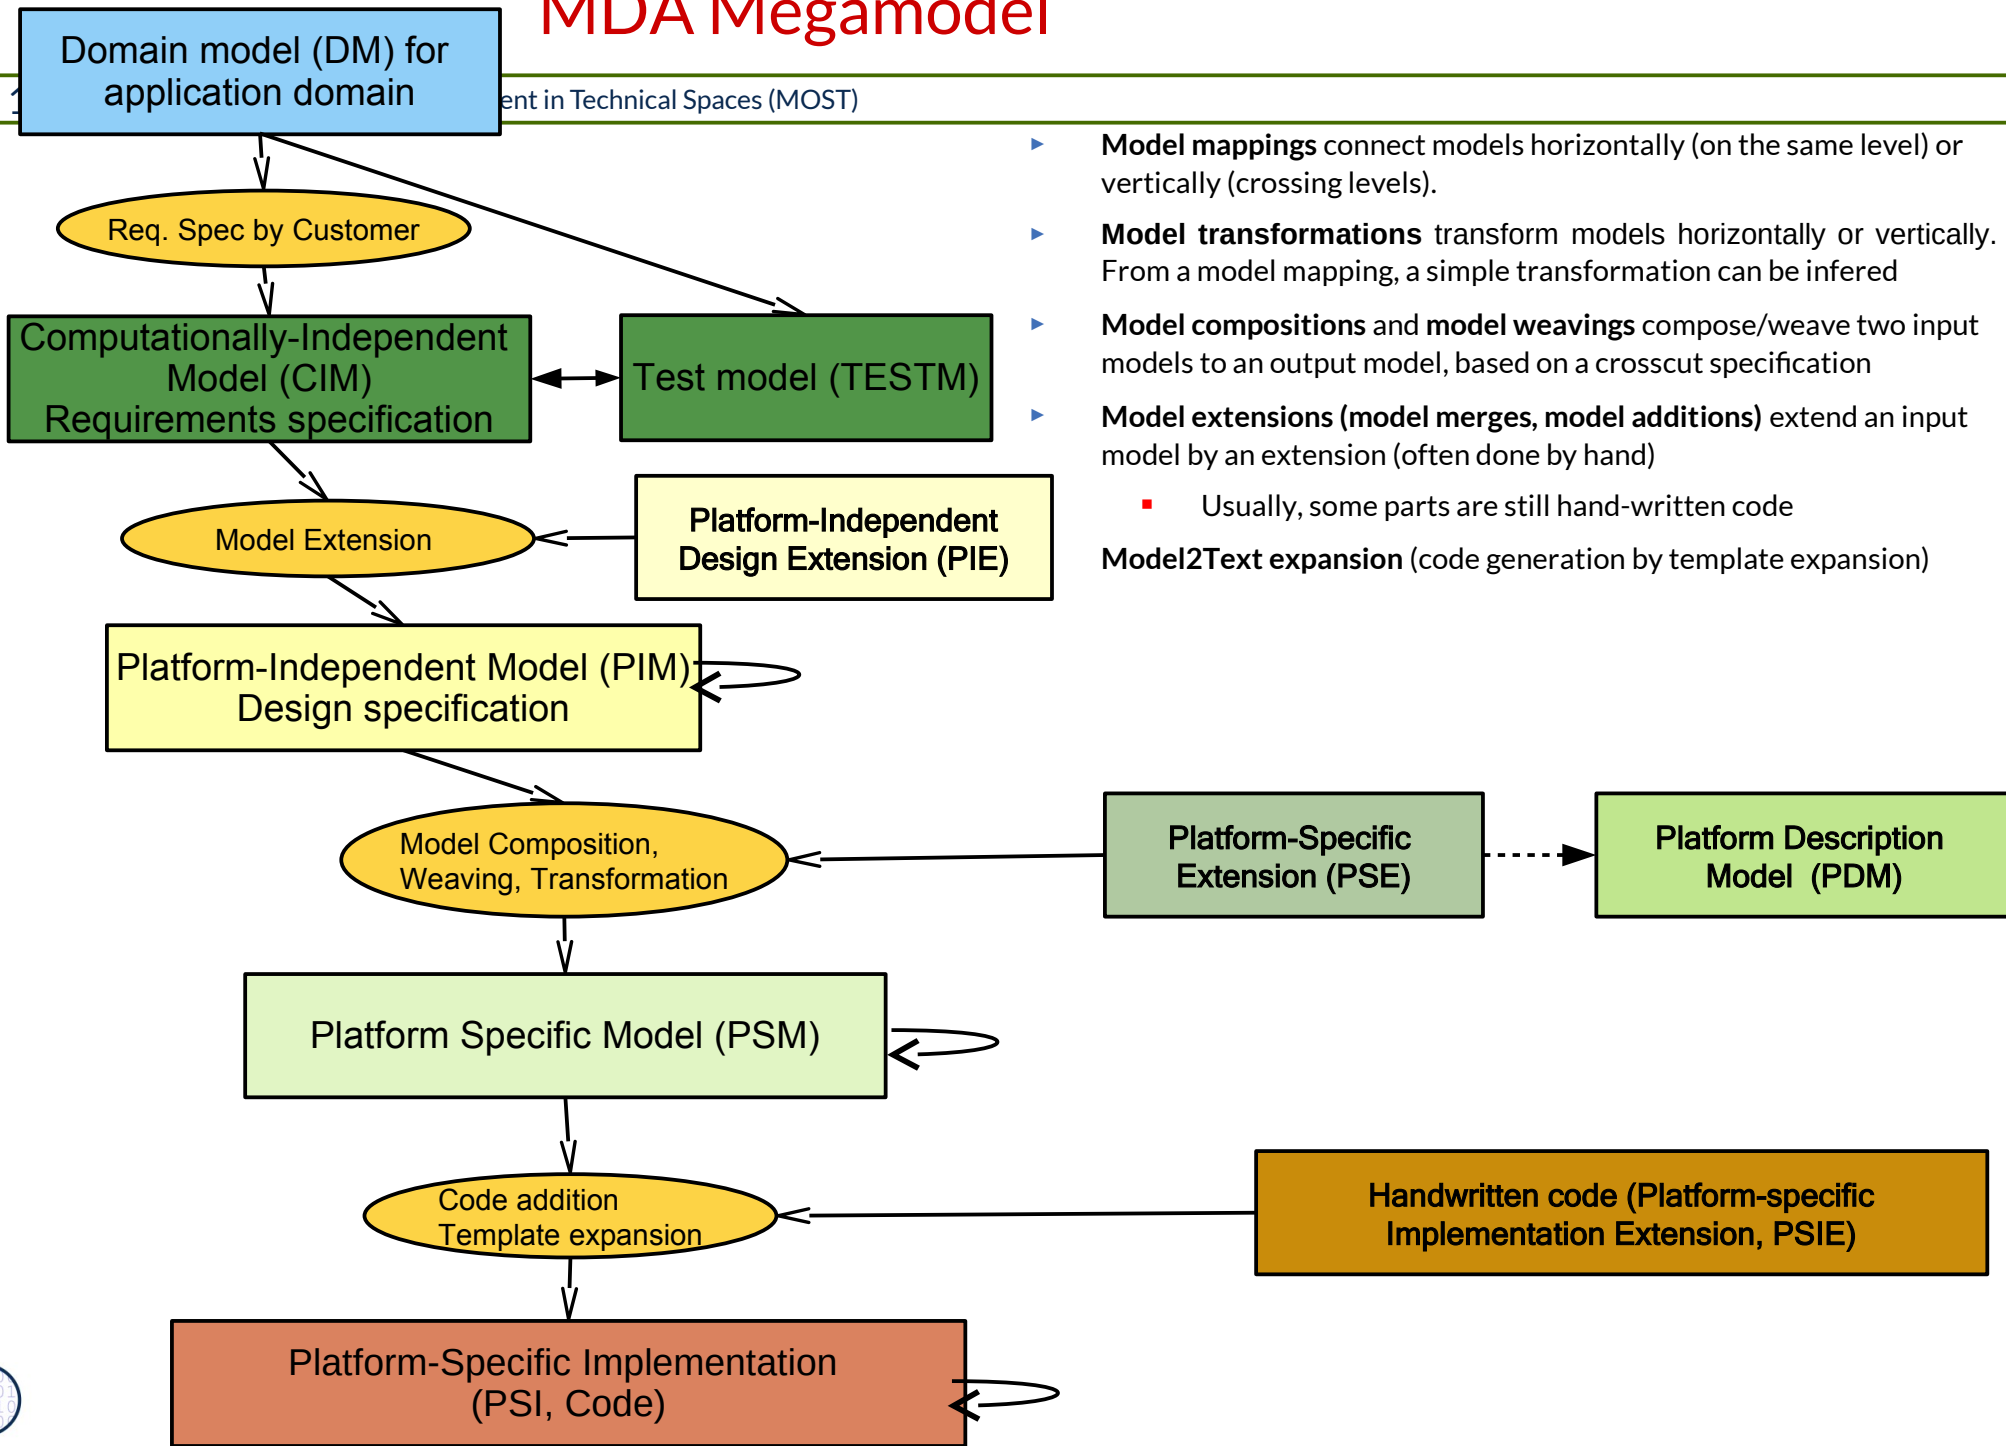 MDA Megamodel
Domain model (DM) for
application domain
ent in Technical Spaces (MOST)
Model mappings connect models horizontally (on the same level) or
vertically (crossing levels).
Model transformations transform models horizontally or vertically.
From a model mapping, a simple transformation can be infered
Model compositions and model weavings compose/weave two input
models to an output model, based on a crosscut specification
Model extensions (model merges, model additions) extend an input
model by an extension (often done by hand)
Usually, some parts are still hand-written code
Model2Text expansion (code generation by template expansion)
Req. Spec by Customer
Computationally-Independent
Model (CIM)
Requirements specification
Test model (TESTM)
Model Extension
Platform-Independent
Design Extension (PIE)
Platform-Independent Model (PIM)
Design specification
Model Composition,
Weaving, Transformation
Platform-Specific
Extension (PSE)
Platform Description
Model (PDM)
Platform Specific Model (PSM)
Code addition
Template expansion
Handwritten code (Platform-specific
Implementation Extension, PSIE)
Platform-Specific Implementation
(PSI, Code)